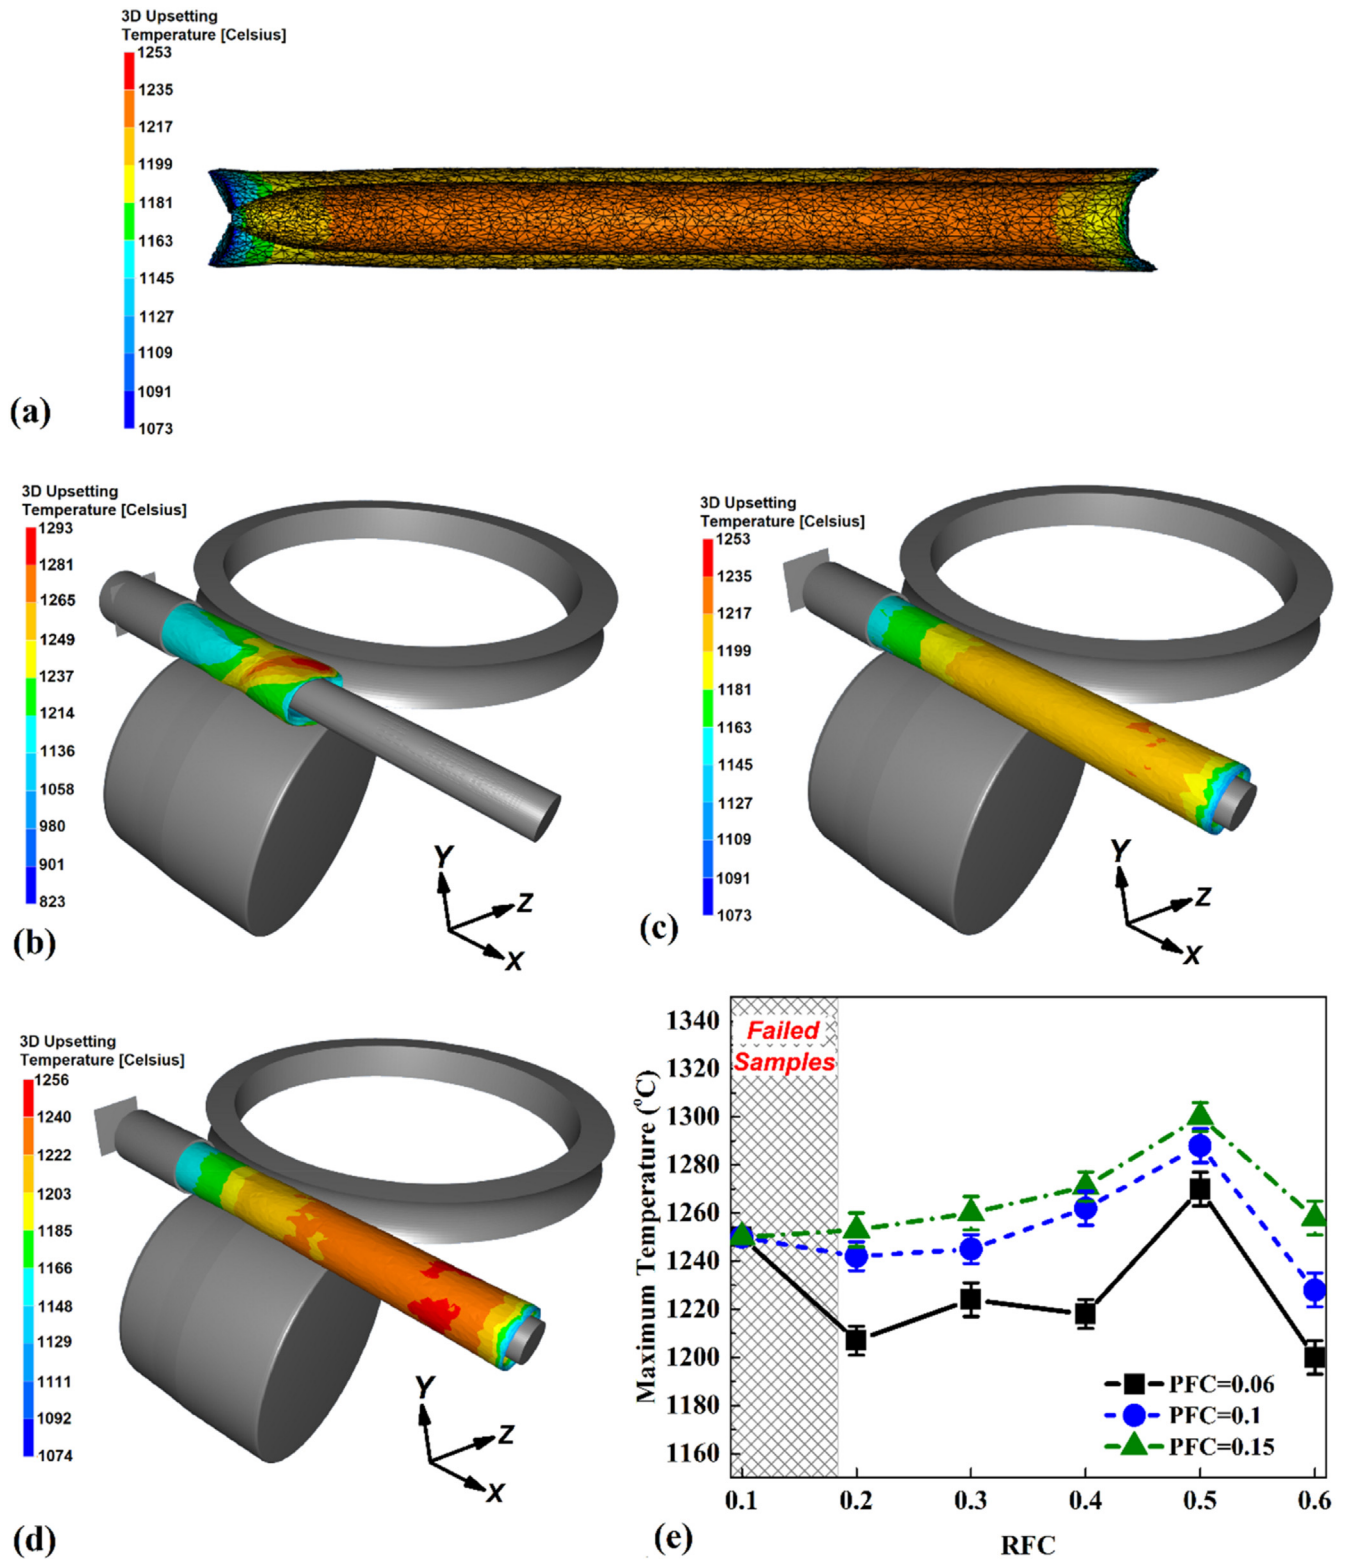 3D Upsetting
Temperature [Celsius]
1253
1235
1217
1199
1181
1163
1145
1127
1109
1091
1073
(a)
3D Upsetting
Temperature [Celsius]
1293
1281
1265
1249
1237
1214
1136
1058
980
901
823
Y
Z
X
(b)
3D Upsetting
Temperature [Celsius]
1253
1235
1217
1199
1181
1163
1145
1127
1109
1091
1073
Y
Z
X
(c)
3D Upsetting
Temperature [Celsius]
1256
1240
1222
1203
1185
1166
1148
1129
1111
1092
1074
Y
Z
X
(d)
Maximum Temperature (°C)
1340
1320
1300
1280
1260
1240
1220
1200
1180
1160
Failed
Samples
PFC=0.06
PFC=0.1
PFC=0.15
0.1 0.2 0.3 0.4 0.5 0.6
RFC
(e)